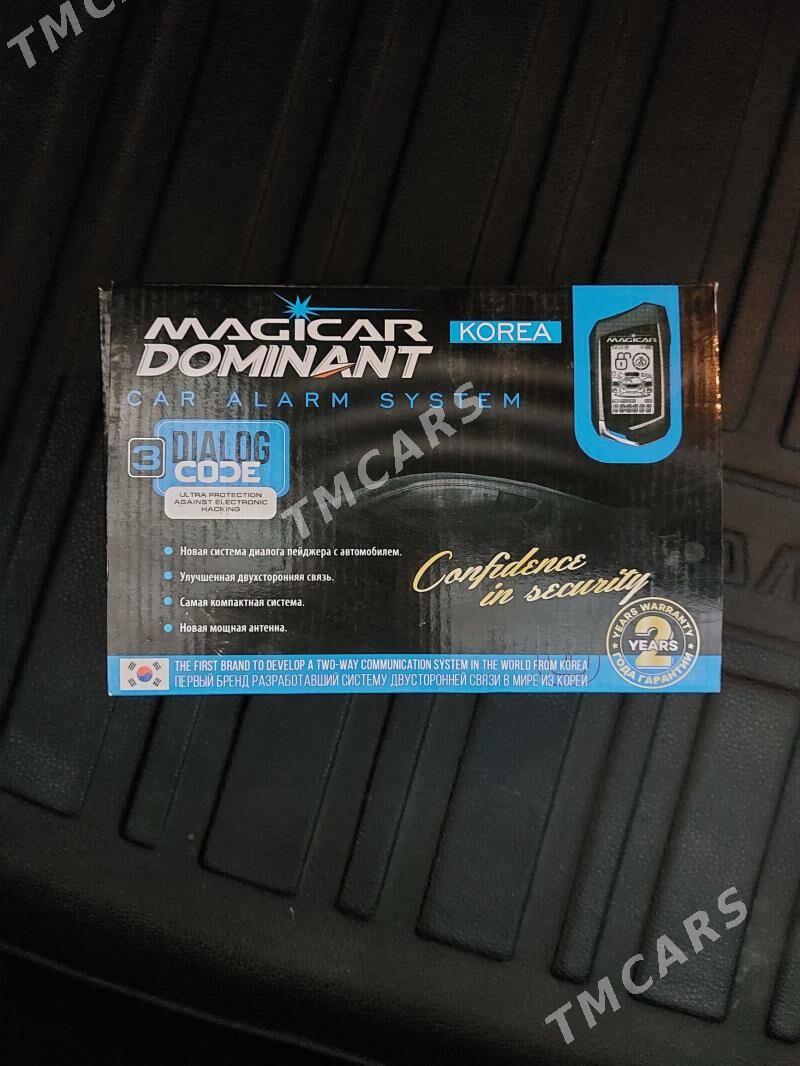 TMCARS
TMCARS
MAGICAR
DOMINANT
KOREA
CAR ALARM SYSTEM
MAGICAR
3 DIALOG
CODE
ULTRA PROTECTION
AGAINST ELECTRONIC
HACKING
TMCARS
Новая система диалога пейджера с автомобилем.
Улучшенная двухсторонняя связь.
Самая компактная система.
Новая мощная антенна.
Confidence
in security
YEARS WARRANTY
2
YEARS
ГОДА ГАРАНТИИ
THE FIRST BRAND TO DEVELOP A TWO-WAY COMMUNICATION SYSTEM IN THE WORLD FROM KOREA
ПЕРВЫЙ БРЕНД РАЗРАБОТАВШИЙ СИСТЕМУ ДВУСТОРОННЕЙ СВЯЗИ В МИРЕ ИЗ КОРЕИ
TMCARS